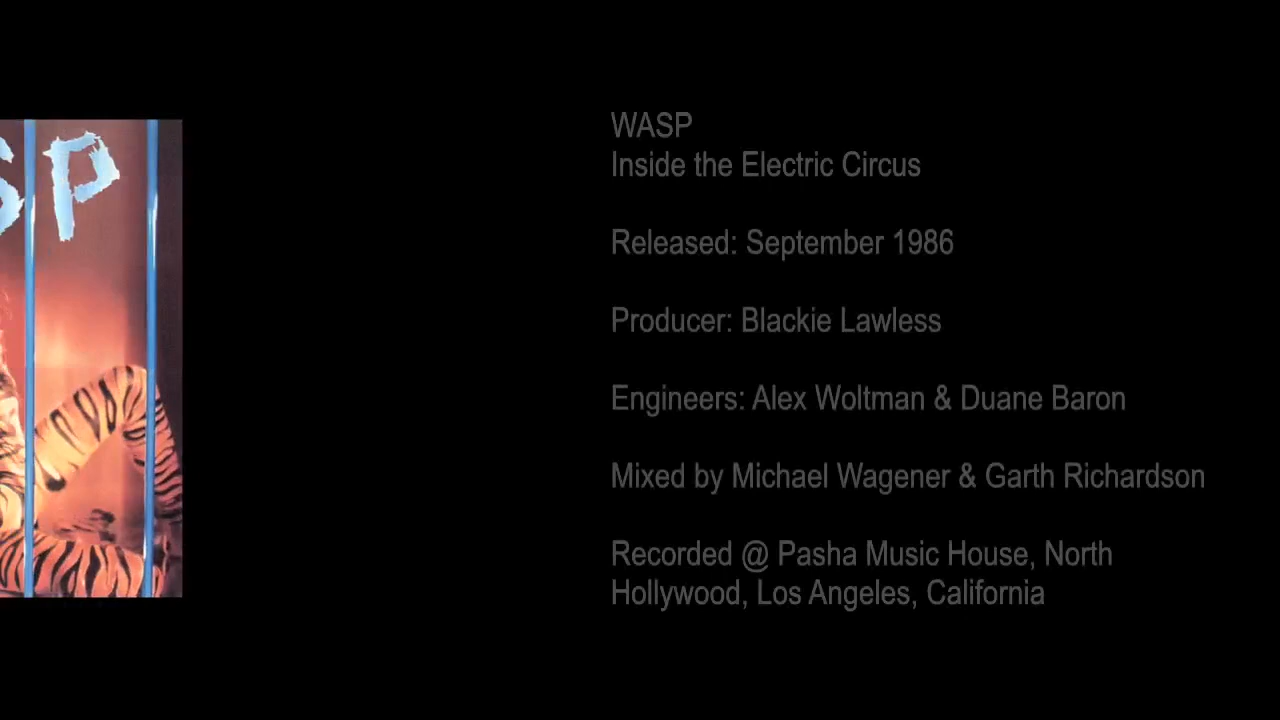 SP
WASP
Inside the Electric Circus
Released: September 1986
Producer: Blackie Lawless
Engineers: Alex Woltman & Duane Baron
Mixed by Michael Wagener & Garth Richardson
Recorded @ Pasha Music House, North
Hollywood, Los Angeles, California